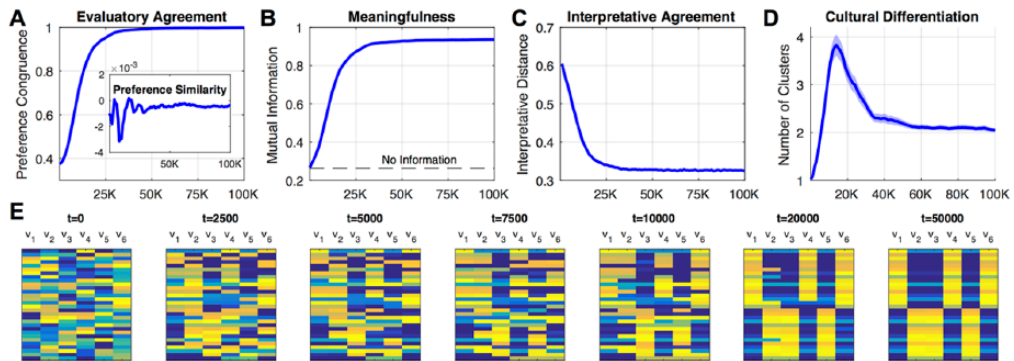 A Evaluatory Agreement
Preference Congruence
1
0.8
0.6
0.4
25K 50K 75K 100K
× 10⁻³
2
0
-2
-4
Preference Similarity
50K 100K
B Meaningfulness
Mutual Information
1
0.8
0.6
0.4
0.2
No Information
25K 50K 75K 100K
C Interpretative Agreement
Interpretative Distance
0.7
0.6
0.5
0.4
0.3
25K 50K 75K 100K
D Cultural Differentiation
Number of Clusters
4
3
2
1
20K 40K 60K 80K 100K
E
t=0 t=2500 t=5000 t=7500 t=10000 t=20000 t=50000
v₁ v₂ v₃ v₄ v₅ v₆ v₁ v₂ v₃ v₄ v₅ v₆ v₁ v₂ v₃ v₄ v₅ v₆ v₁ v₂ v₃ v₄ v₅ v₆ v₁ v₂ v₃ v₄ v₅ v₆ v₁ v₂ v₃ v₄ v₅ v₆ v₁ v₂ v₃ v₄ v₅ v₆